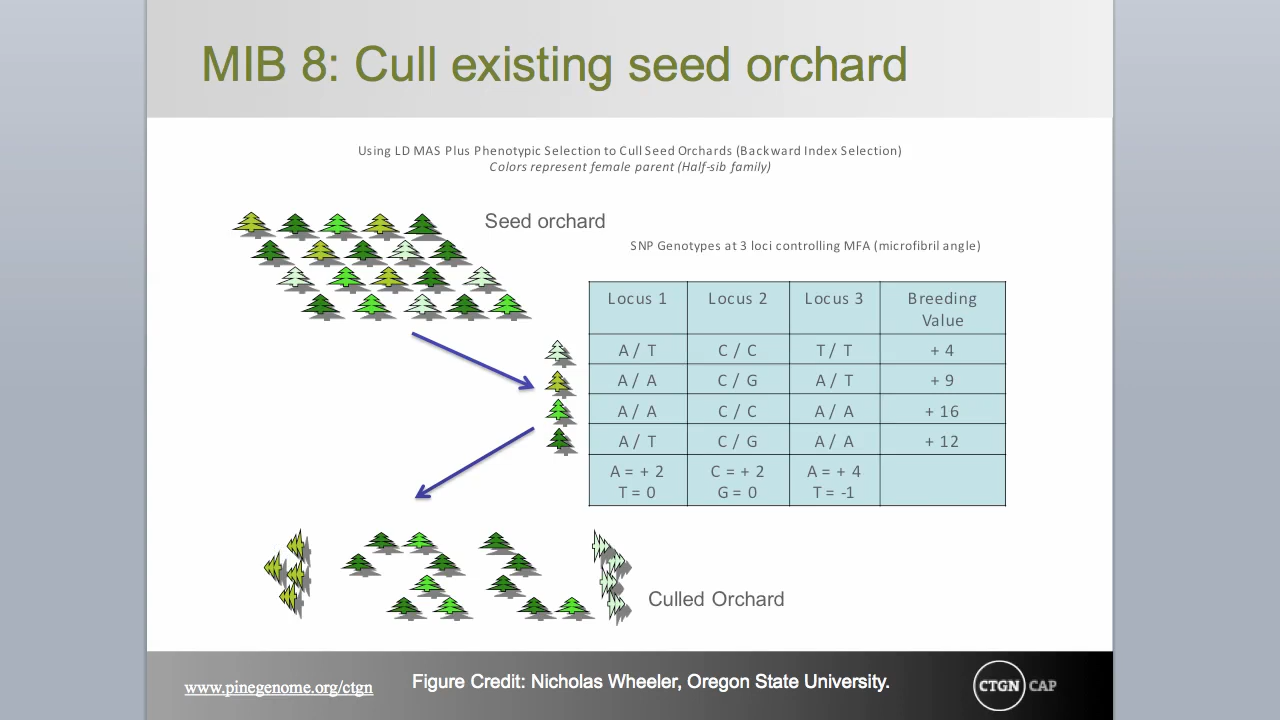 MIB 8: Cull existing seed orchard
Using LD MAS Plus Phenotypic Selection to Cull Seed Orchards (Backward Index Selection)
Colors represent female parent (Half-sib family)
Seed orchard
SNP Genotypes at 3 loci controlling MFA (microfibril angle)
Locus 1 Locus 2 Locus 3 Breeding
Value
A / T C / C T / T + 4
A / A C / G A / T + 9
A / A C / C A / A + 16
A / T C / G A / A + 12
A = + 2 C = + 2 A = + 4
T = 0 G = 0 T = -1
Culled Orchard
www.pinegenome.org/ctgn
Figure Credit: Nicholas Wheeler, Oregon State University.
CTGN CAP